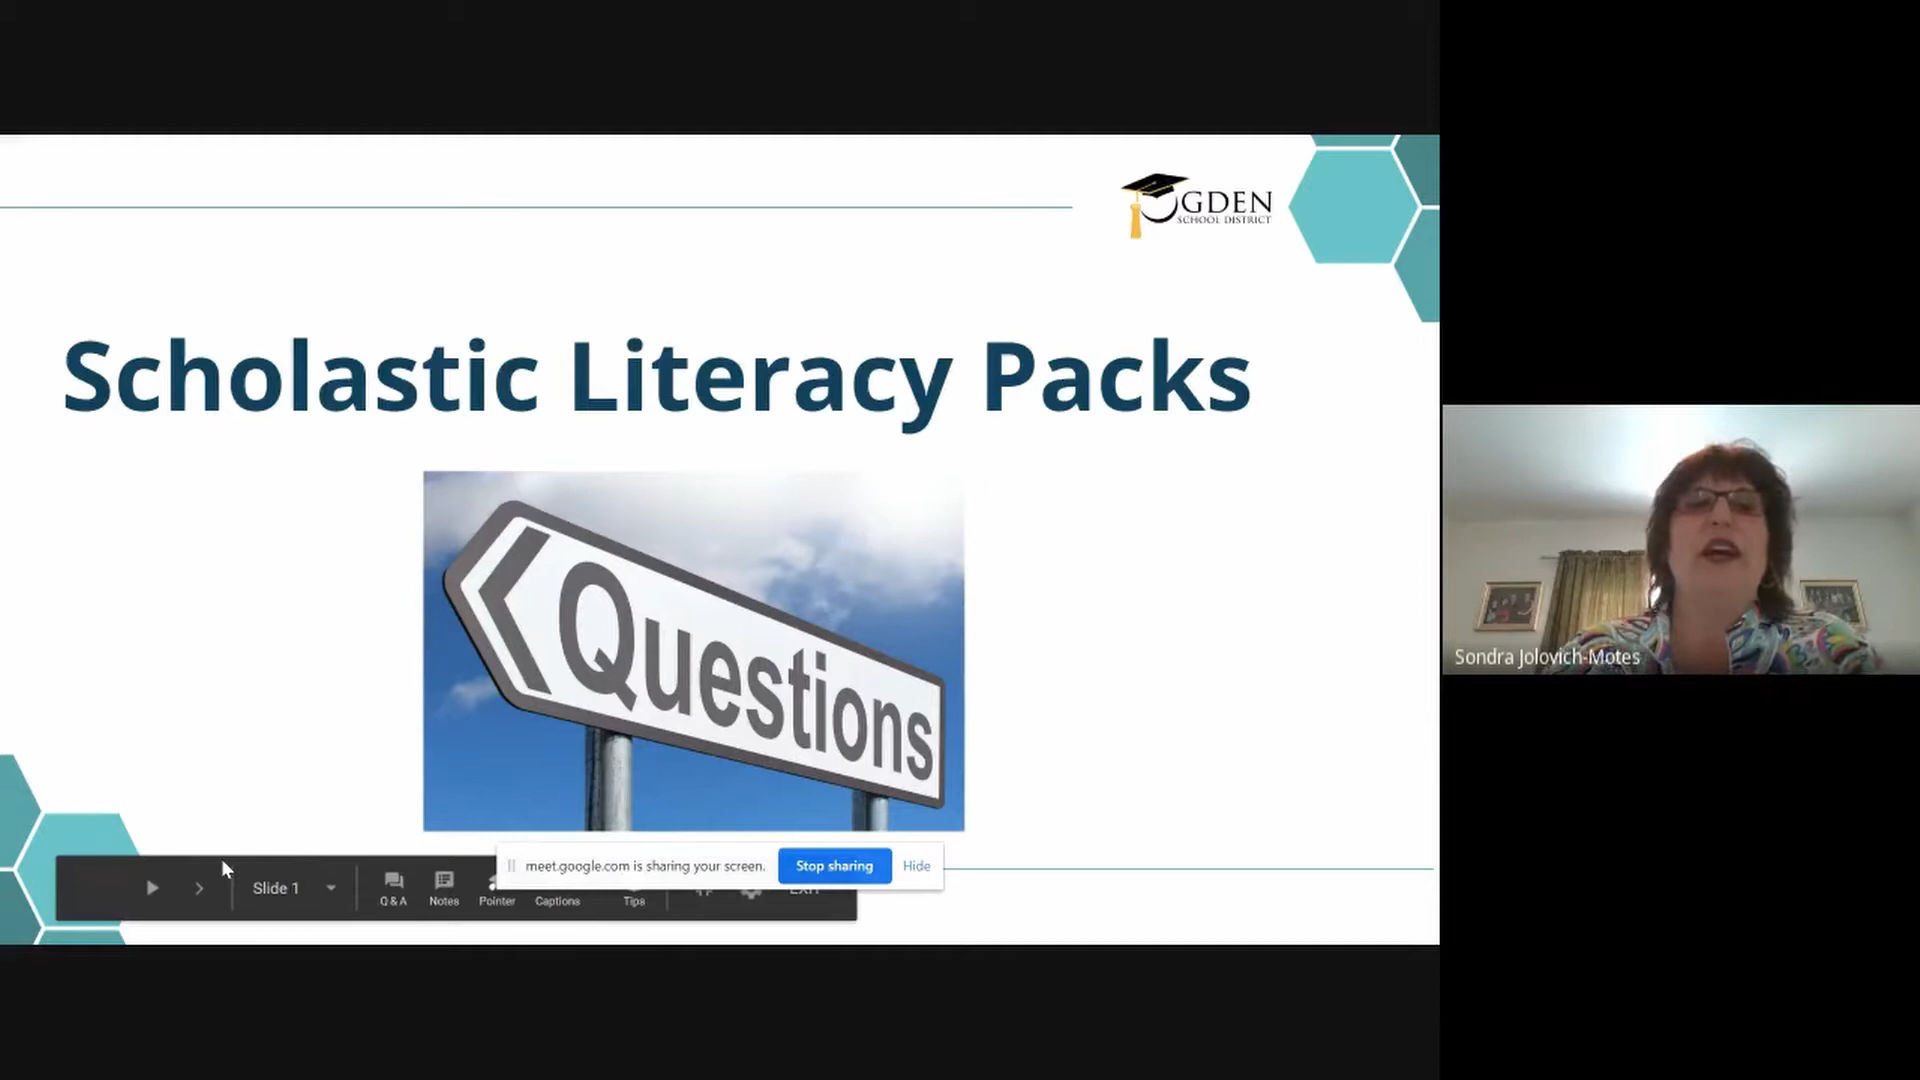 GDEN
SCHOOL DISTRICT
Scholastic Literacy Packs
Questions
meet.google.com is sharing your screen. Stop sharing Hide
Slide 1
Q&A Notes Pointer Captions Tips
Sondra Jolovich-Motes